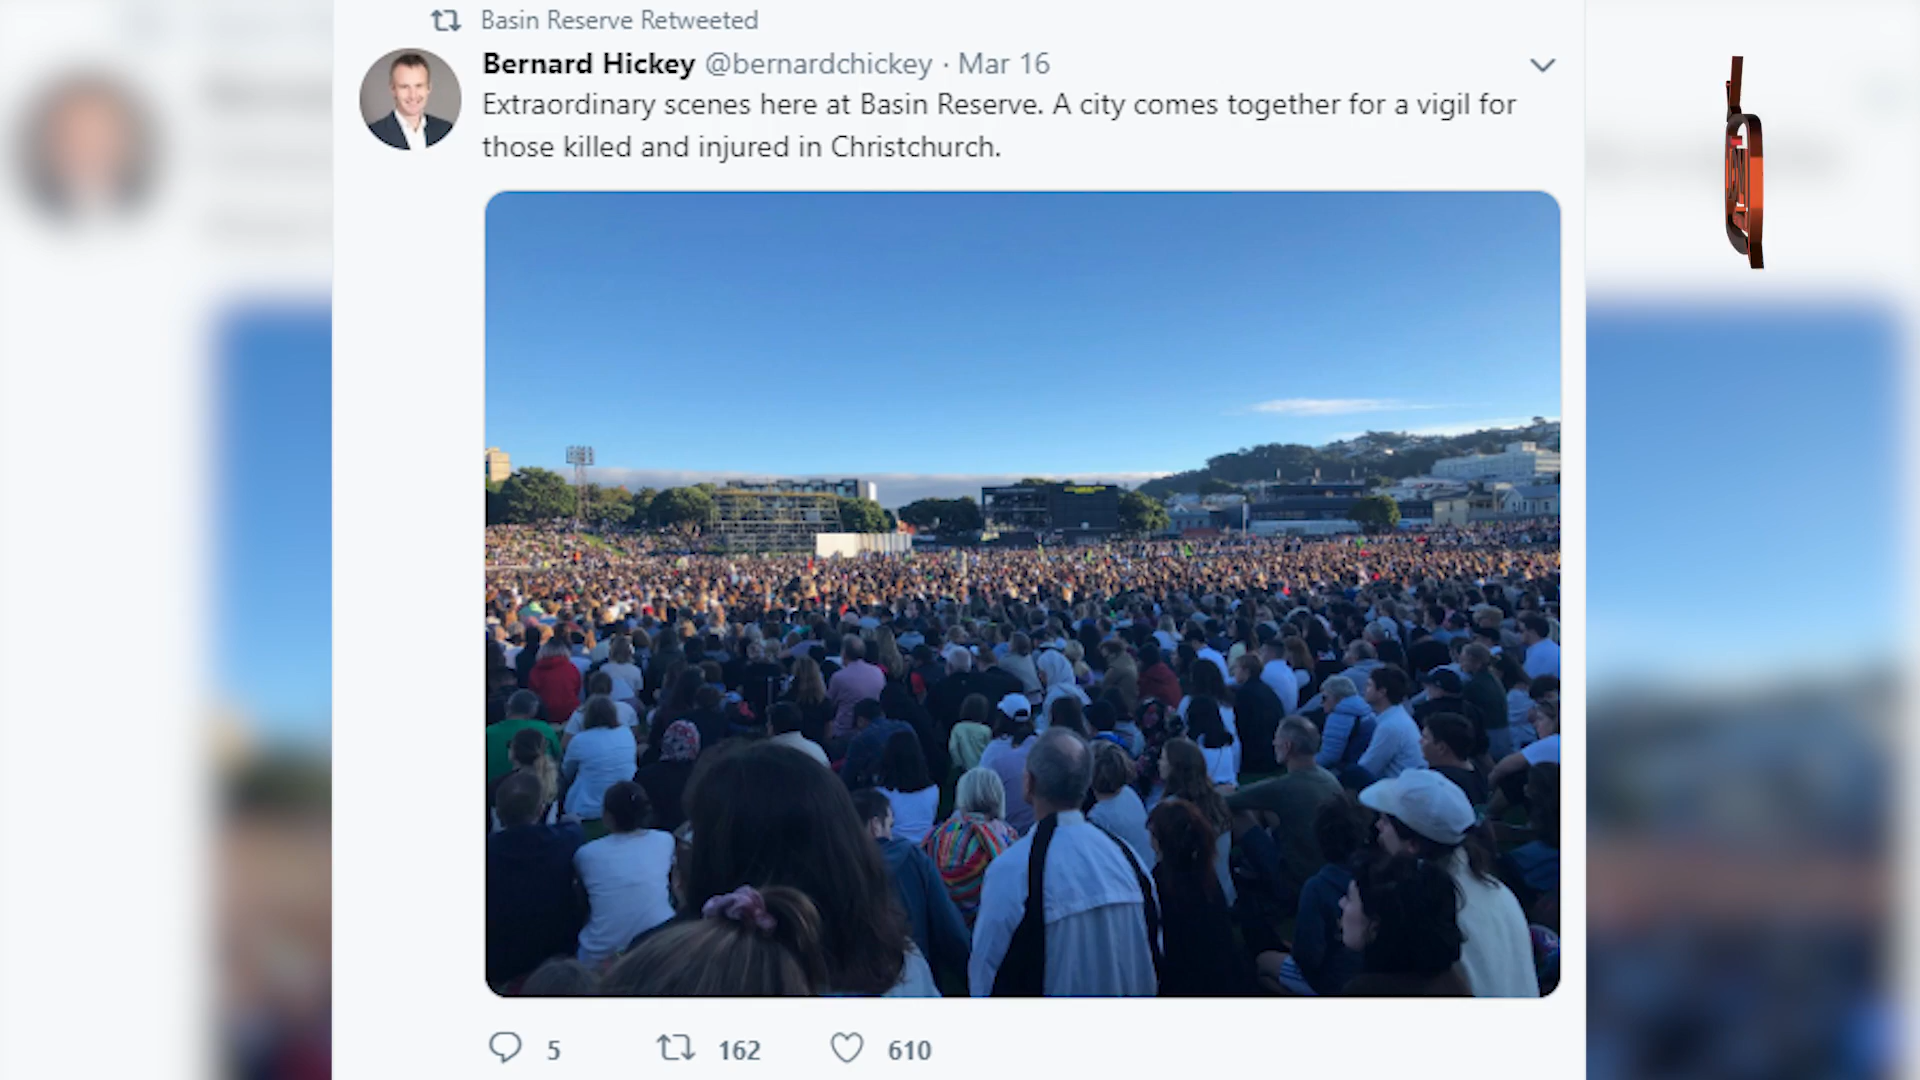 Basin Reserve Retweeted
Bernard Hickey @bernardchickey · Mar 16
Extraordinary scenes here at Basin Reserve. A city comes together for a vigil for
those killed and injured in Christchurch.
5 162 610